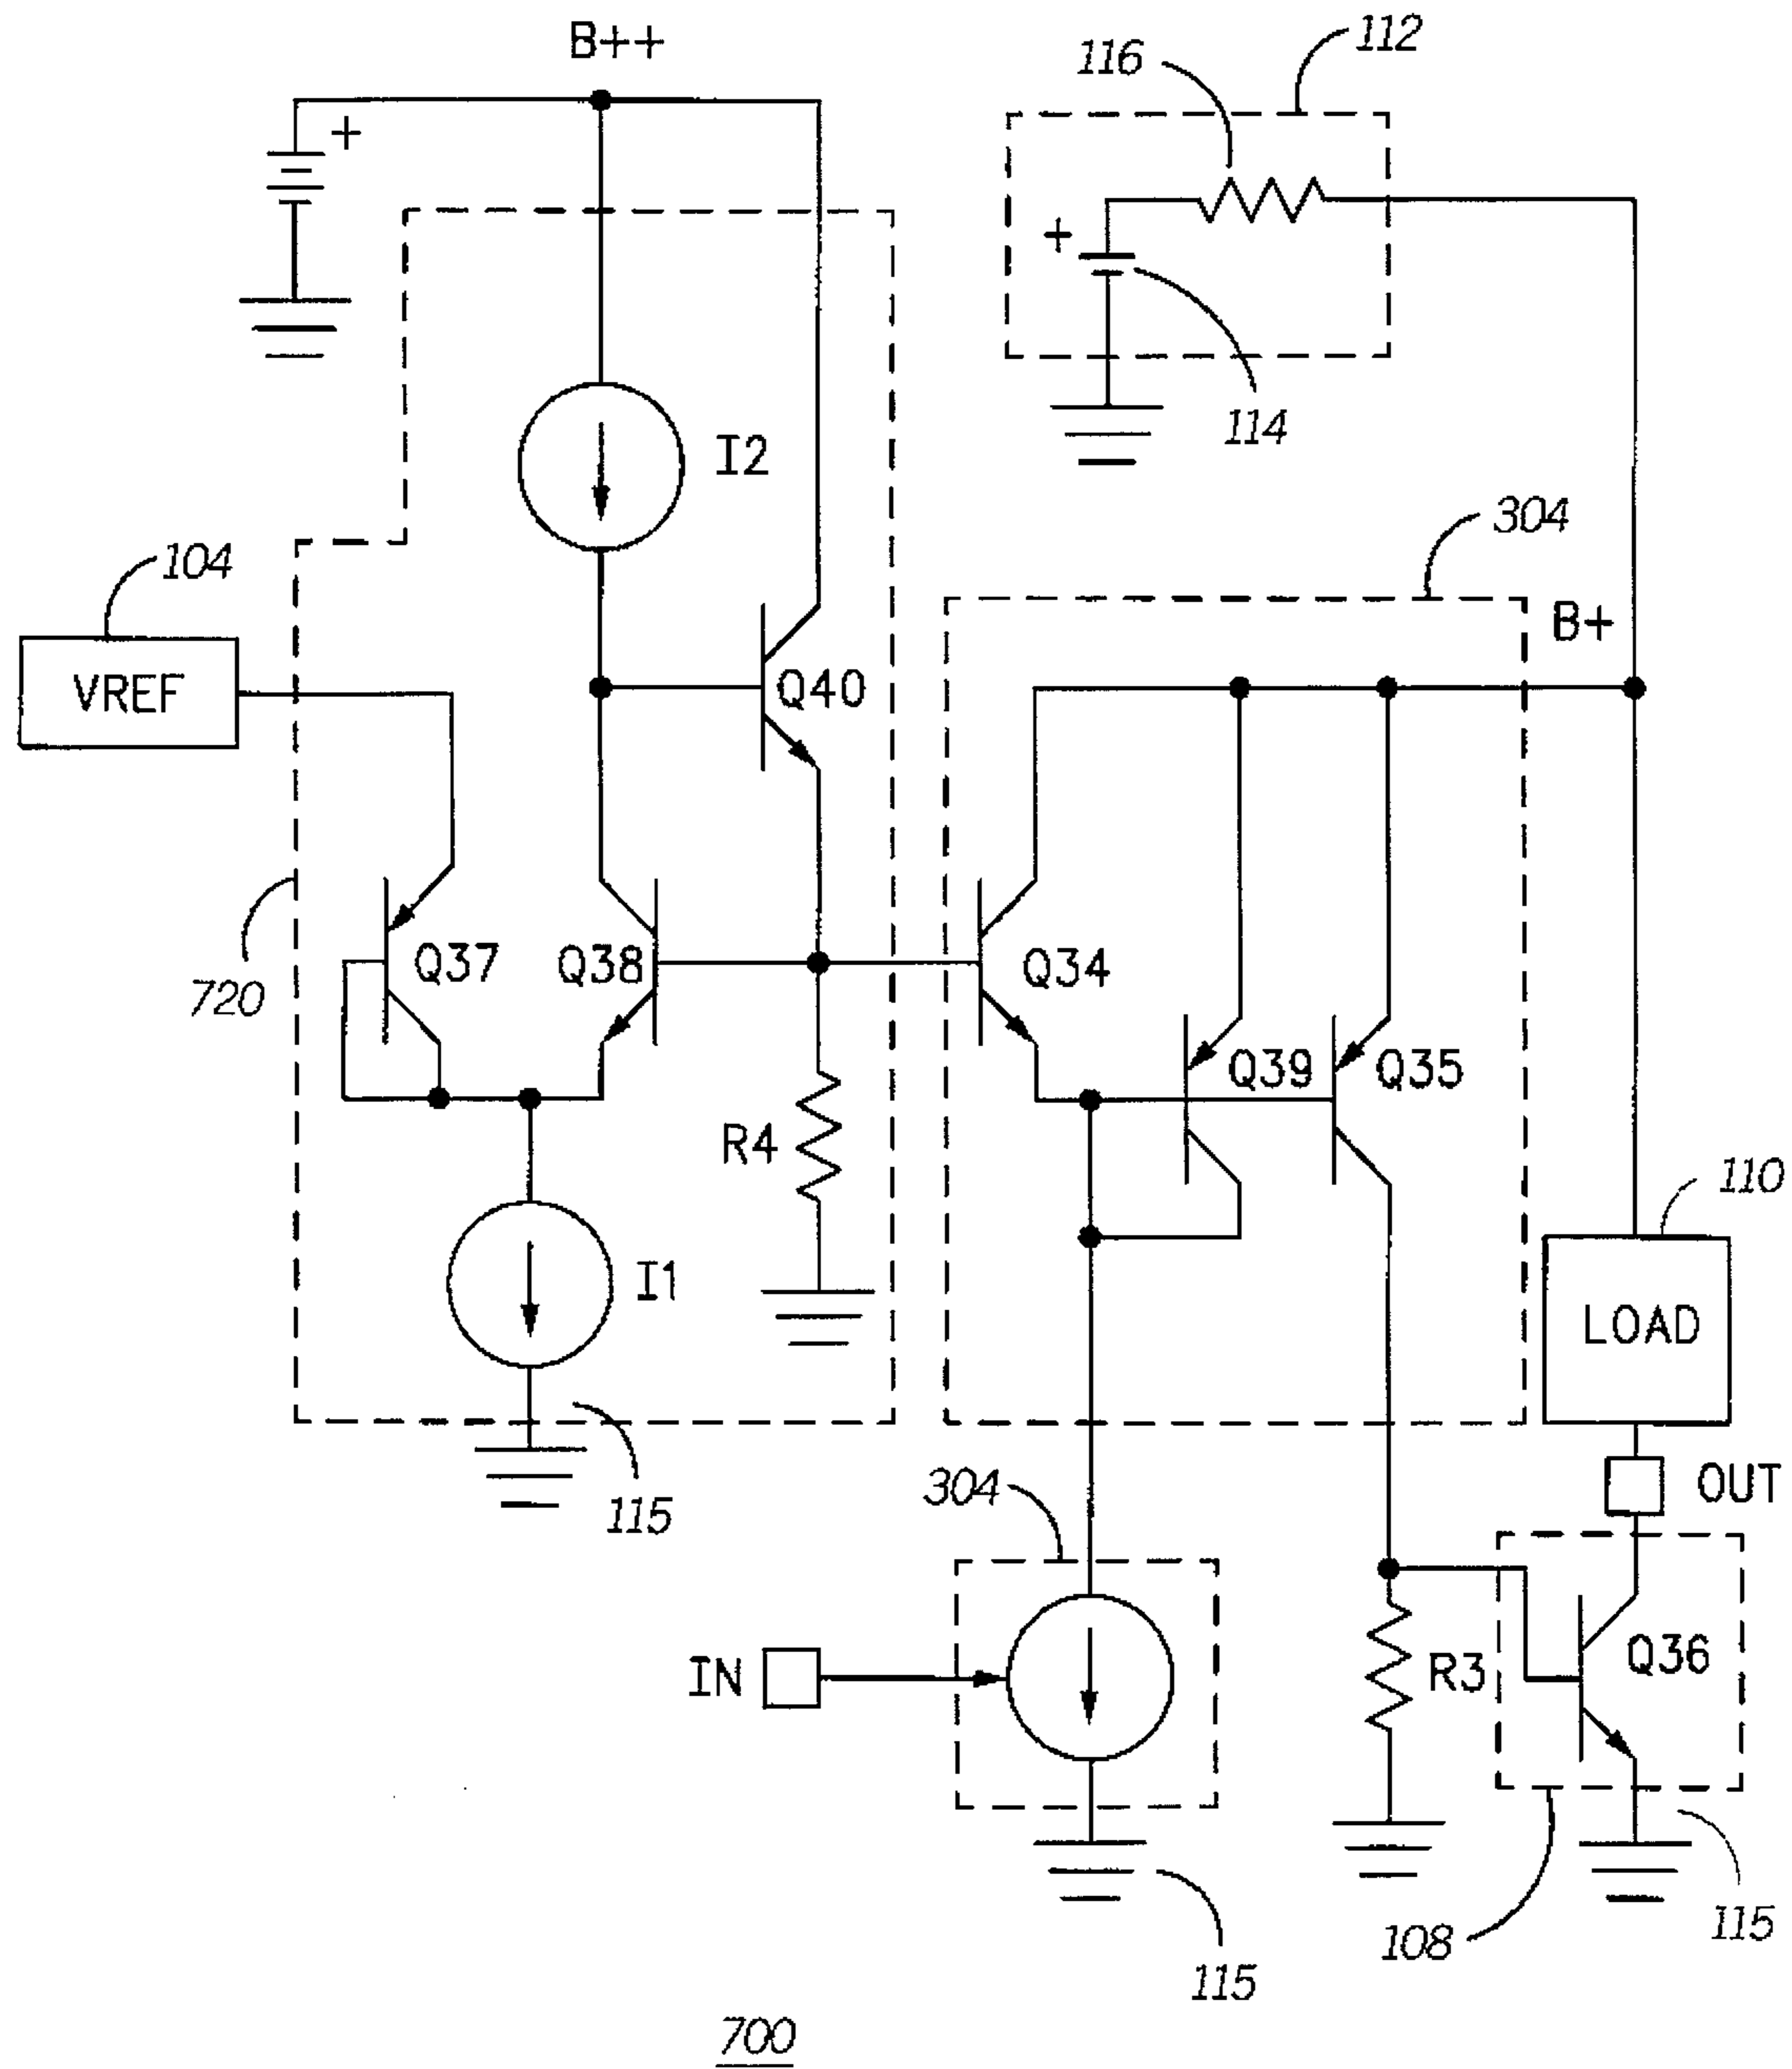 B++
112
116
+
+
I2
114
304
104
B+
VREF
Q40
Q37
Q38
Q34
720
Q39
Q35
R4
110
I1
LOAD
304
OUT
115
IN
R3
Q36
108
115
115
700